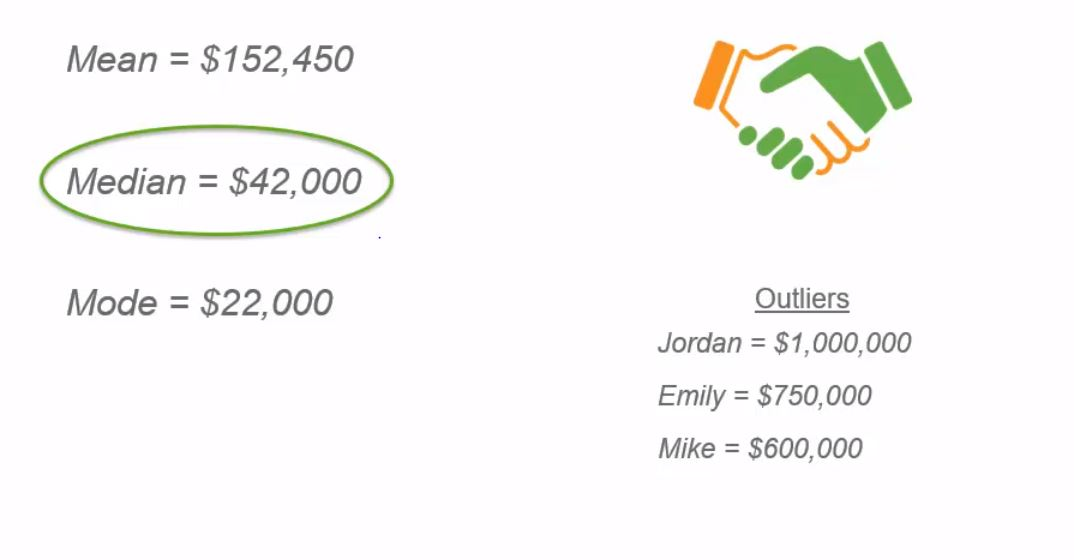 Mean = $152,450
Median = $42,000
Mode = $22,000
Outliers
Jordan = $1,000,000
Emily = $750,000
Mike = $600,000